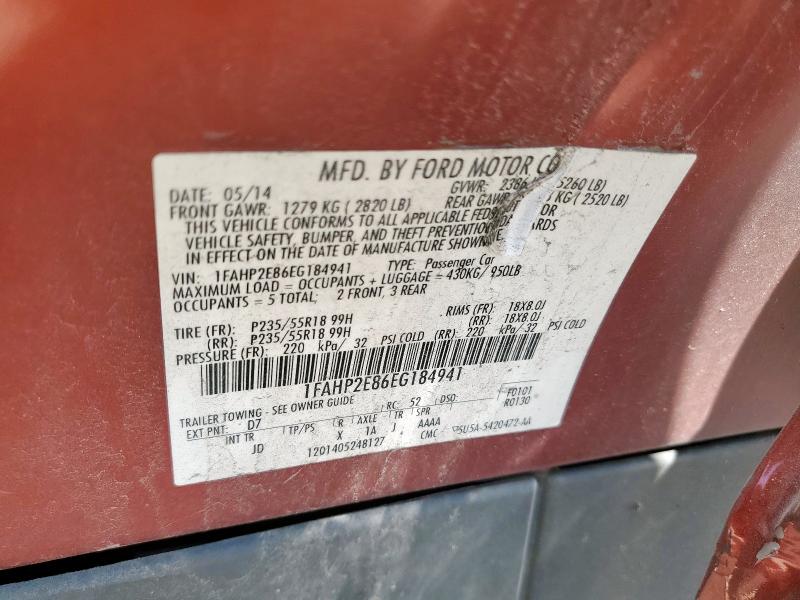 MFD. BY FORD MOTOR CO
DATE: 05/14 GVWR: 2386 5260 LB)
FRONT GAWR: 1279 KG ( 2820 LB) REAR GAWR KG ( 2520 LB)
THIS VEHICLE CONFORMS TO ALL APPLICABLE OR
VEHICLE SAFETY, BUMPER, AND THEFT PREVENTION
IN EFFECT ON THE DATE OF MANUFACTURE SHOWN
VIN: 1FAHP2E86EG184941 TYPE: Passenger Car
MAXIMUM LOAD = OCCUPANTS + LUGGAGE = 430KG/ 950LB
OCCUPANTS = 5 TOTAL; 2 FRONT, 3 REAR
TIRE (FR): P235/55R18 99H RIMS (FR): 18X8.0J
(RR): P235/55R18 99H (RR): 18X8.0J
PRESSURE (FR): 220 kPa/ 32 PSI COLD (RR): 220 kPa/ 32 PSI COLD
1FAHP2E86EG184941
TRAILER TOWING - SEE OWNER GUIDE RC: 52 DSO: F0101
EXT PNT: D7 R0130
INT TR TP/PS R AXLE TR SPR
JD X 1A J AAAA
1201405248127 CMC 5U5A-5420472-AA